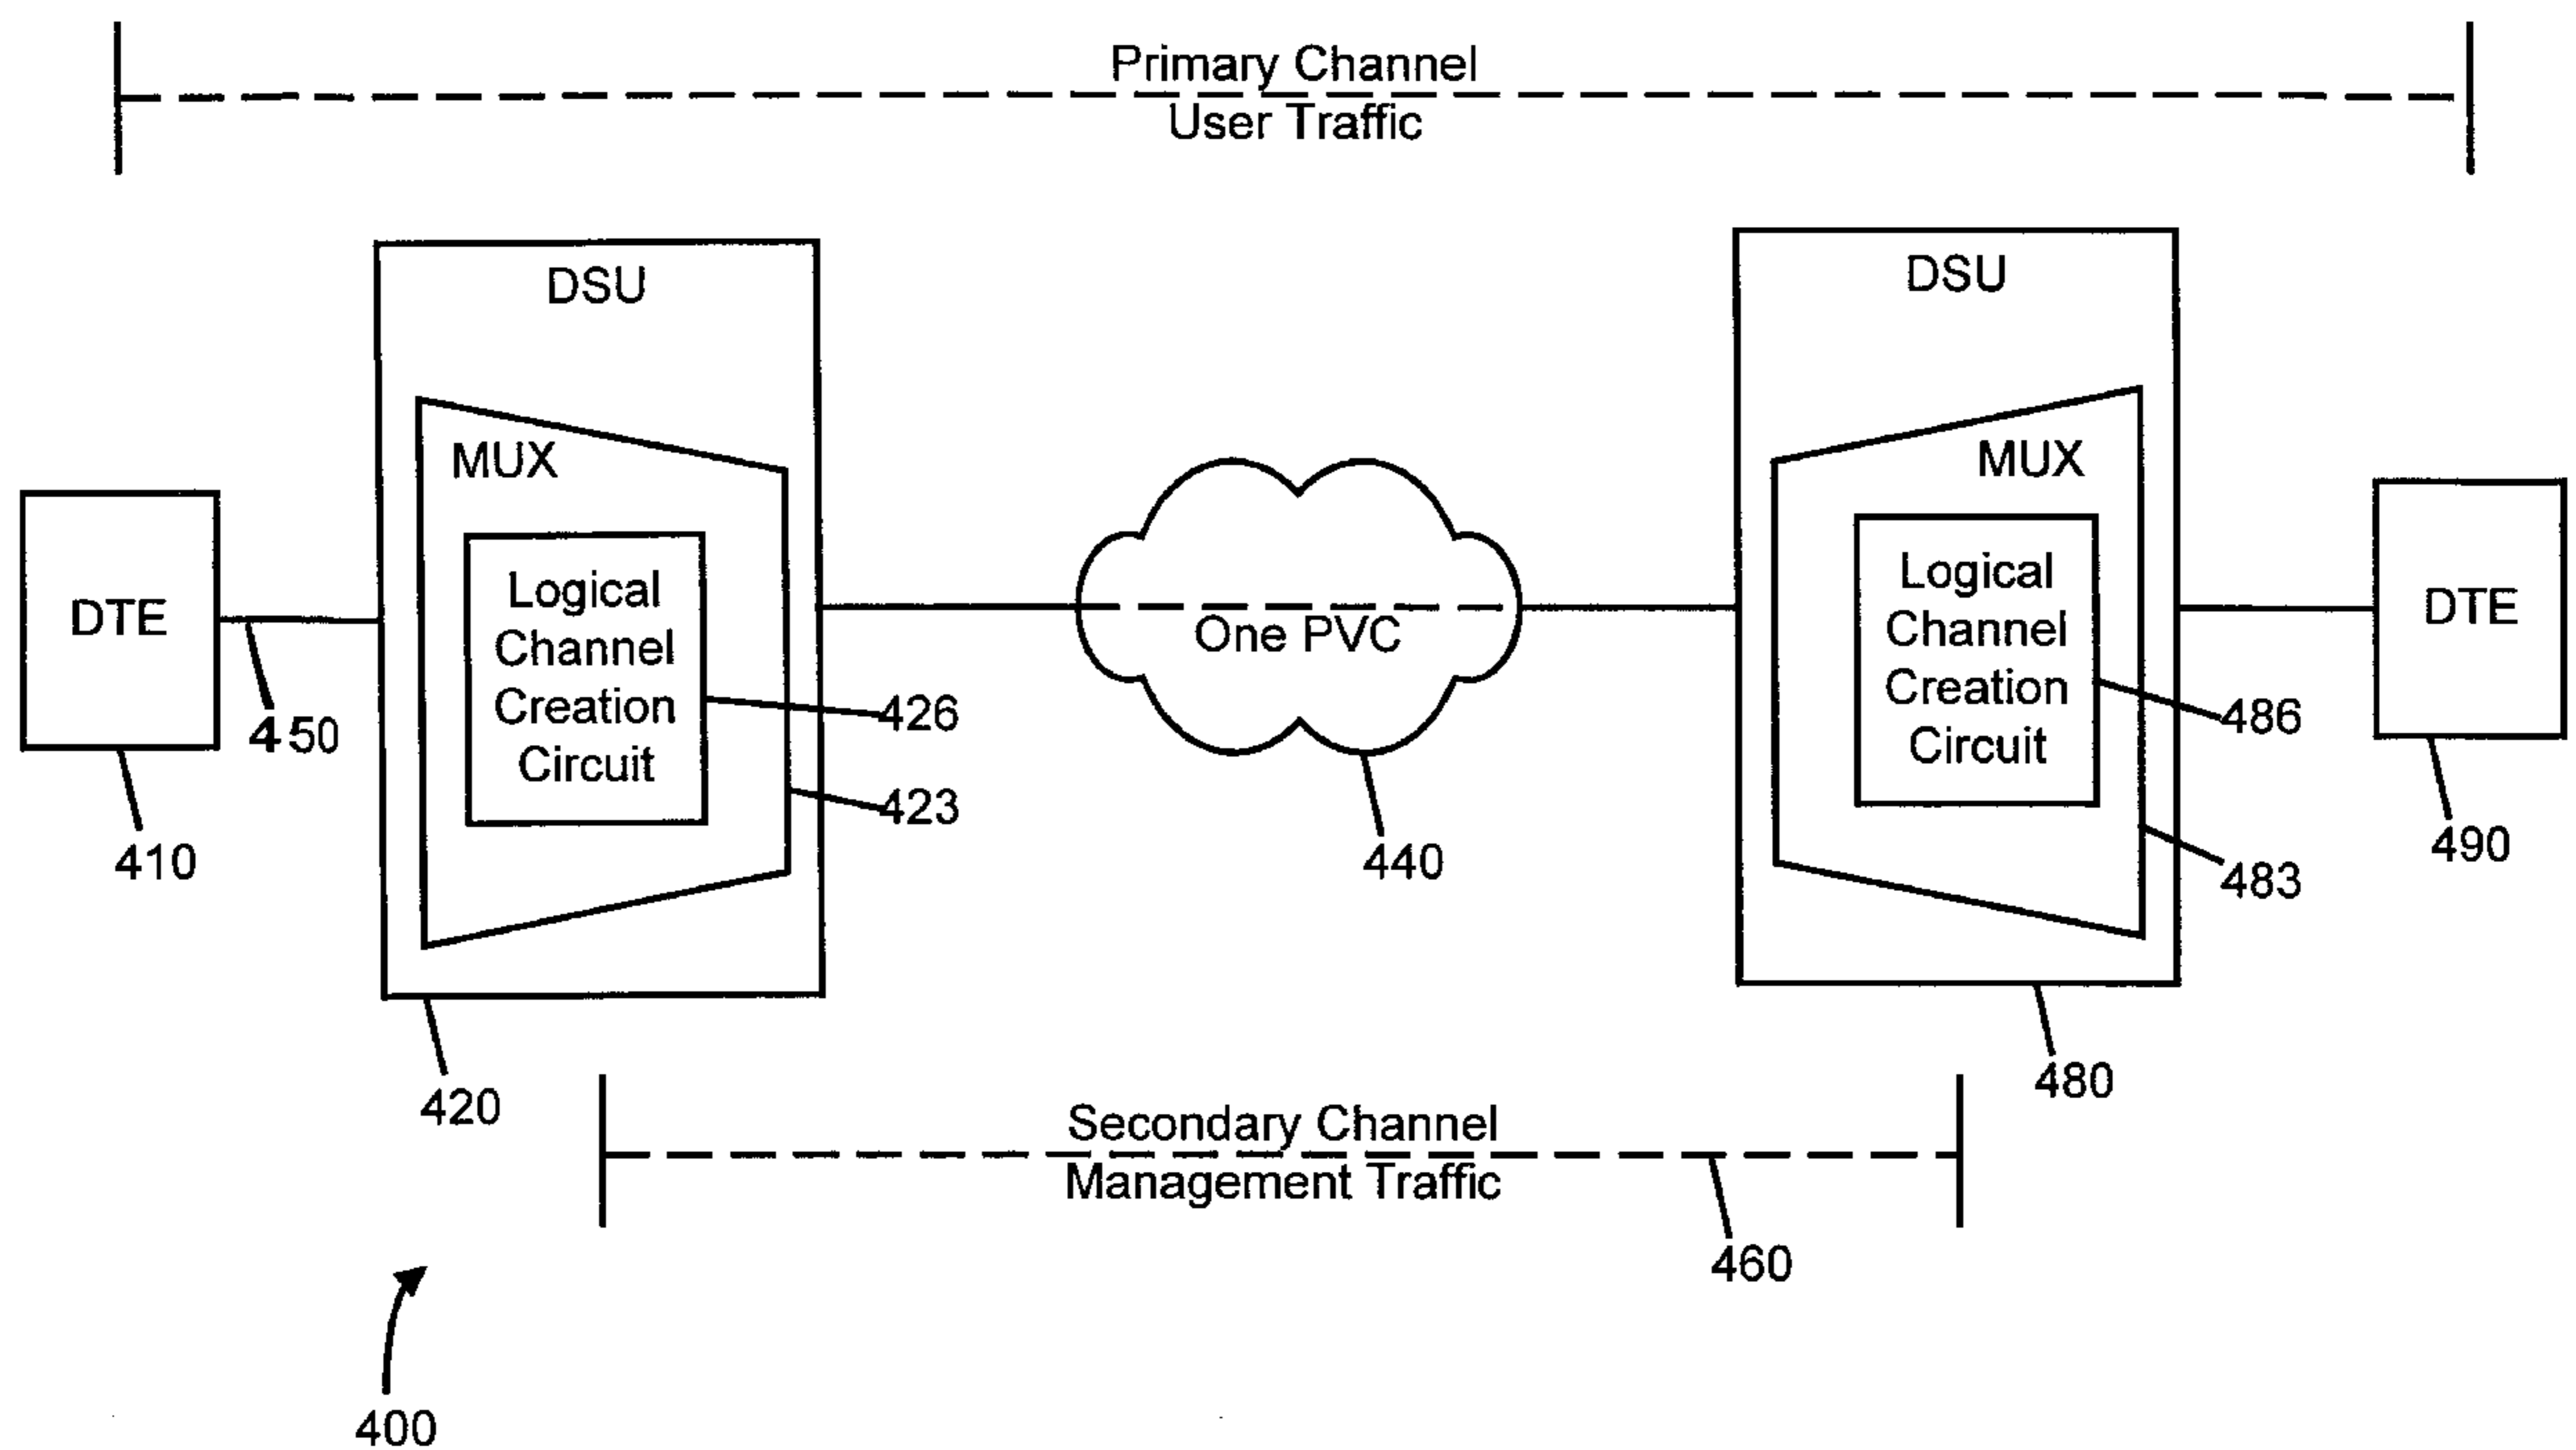 Primary Channel
User Traffic
DSU
DSU
MUX
MUX
DTE
Logical
Channel
Creation
Circuit
One PVC
Logical
Channel
Creation
Circuit
DTE
450
426
486
423
410
440
483
490
420
480
Secondary Channel
Management Traffic
460
400